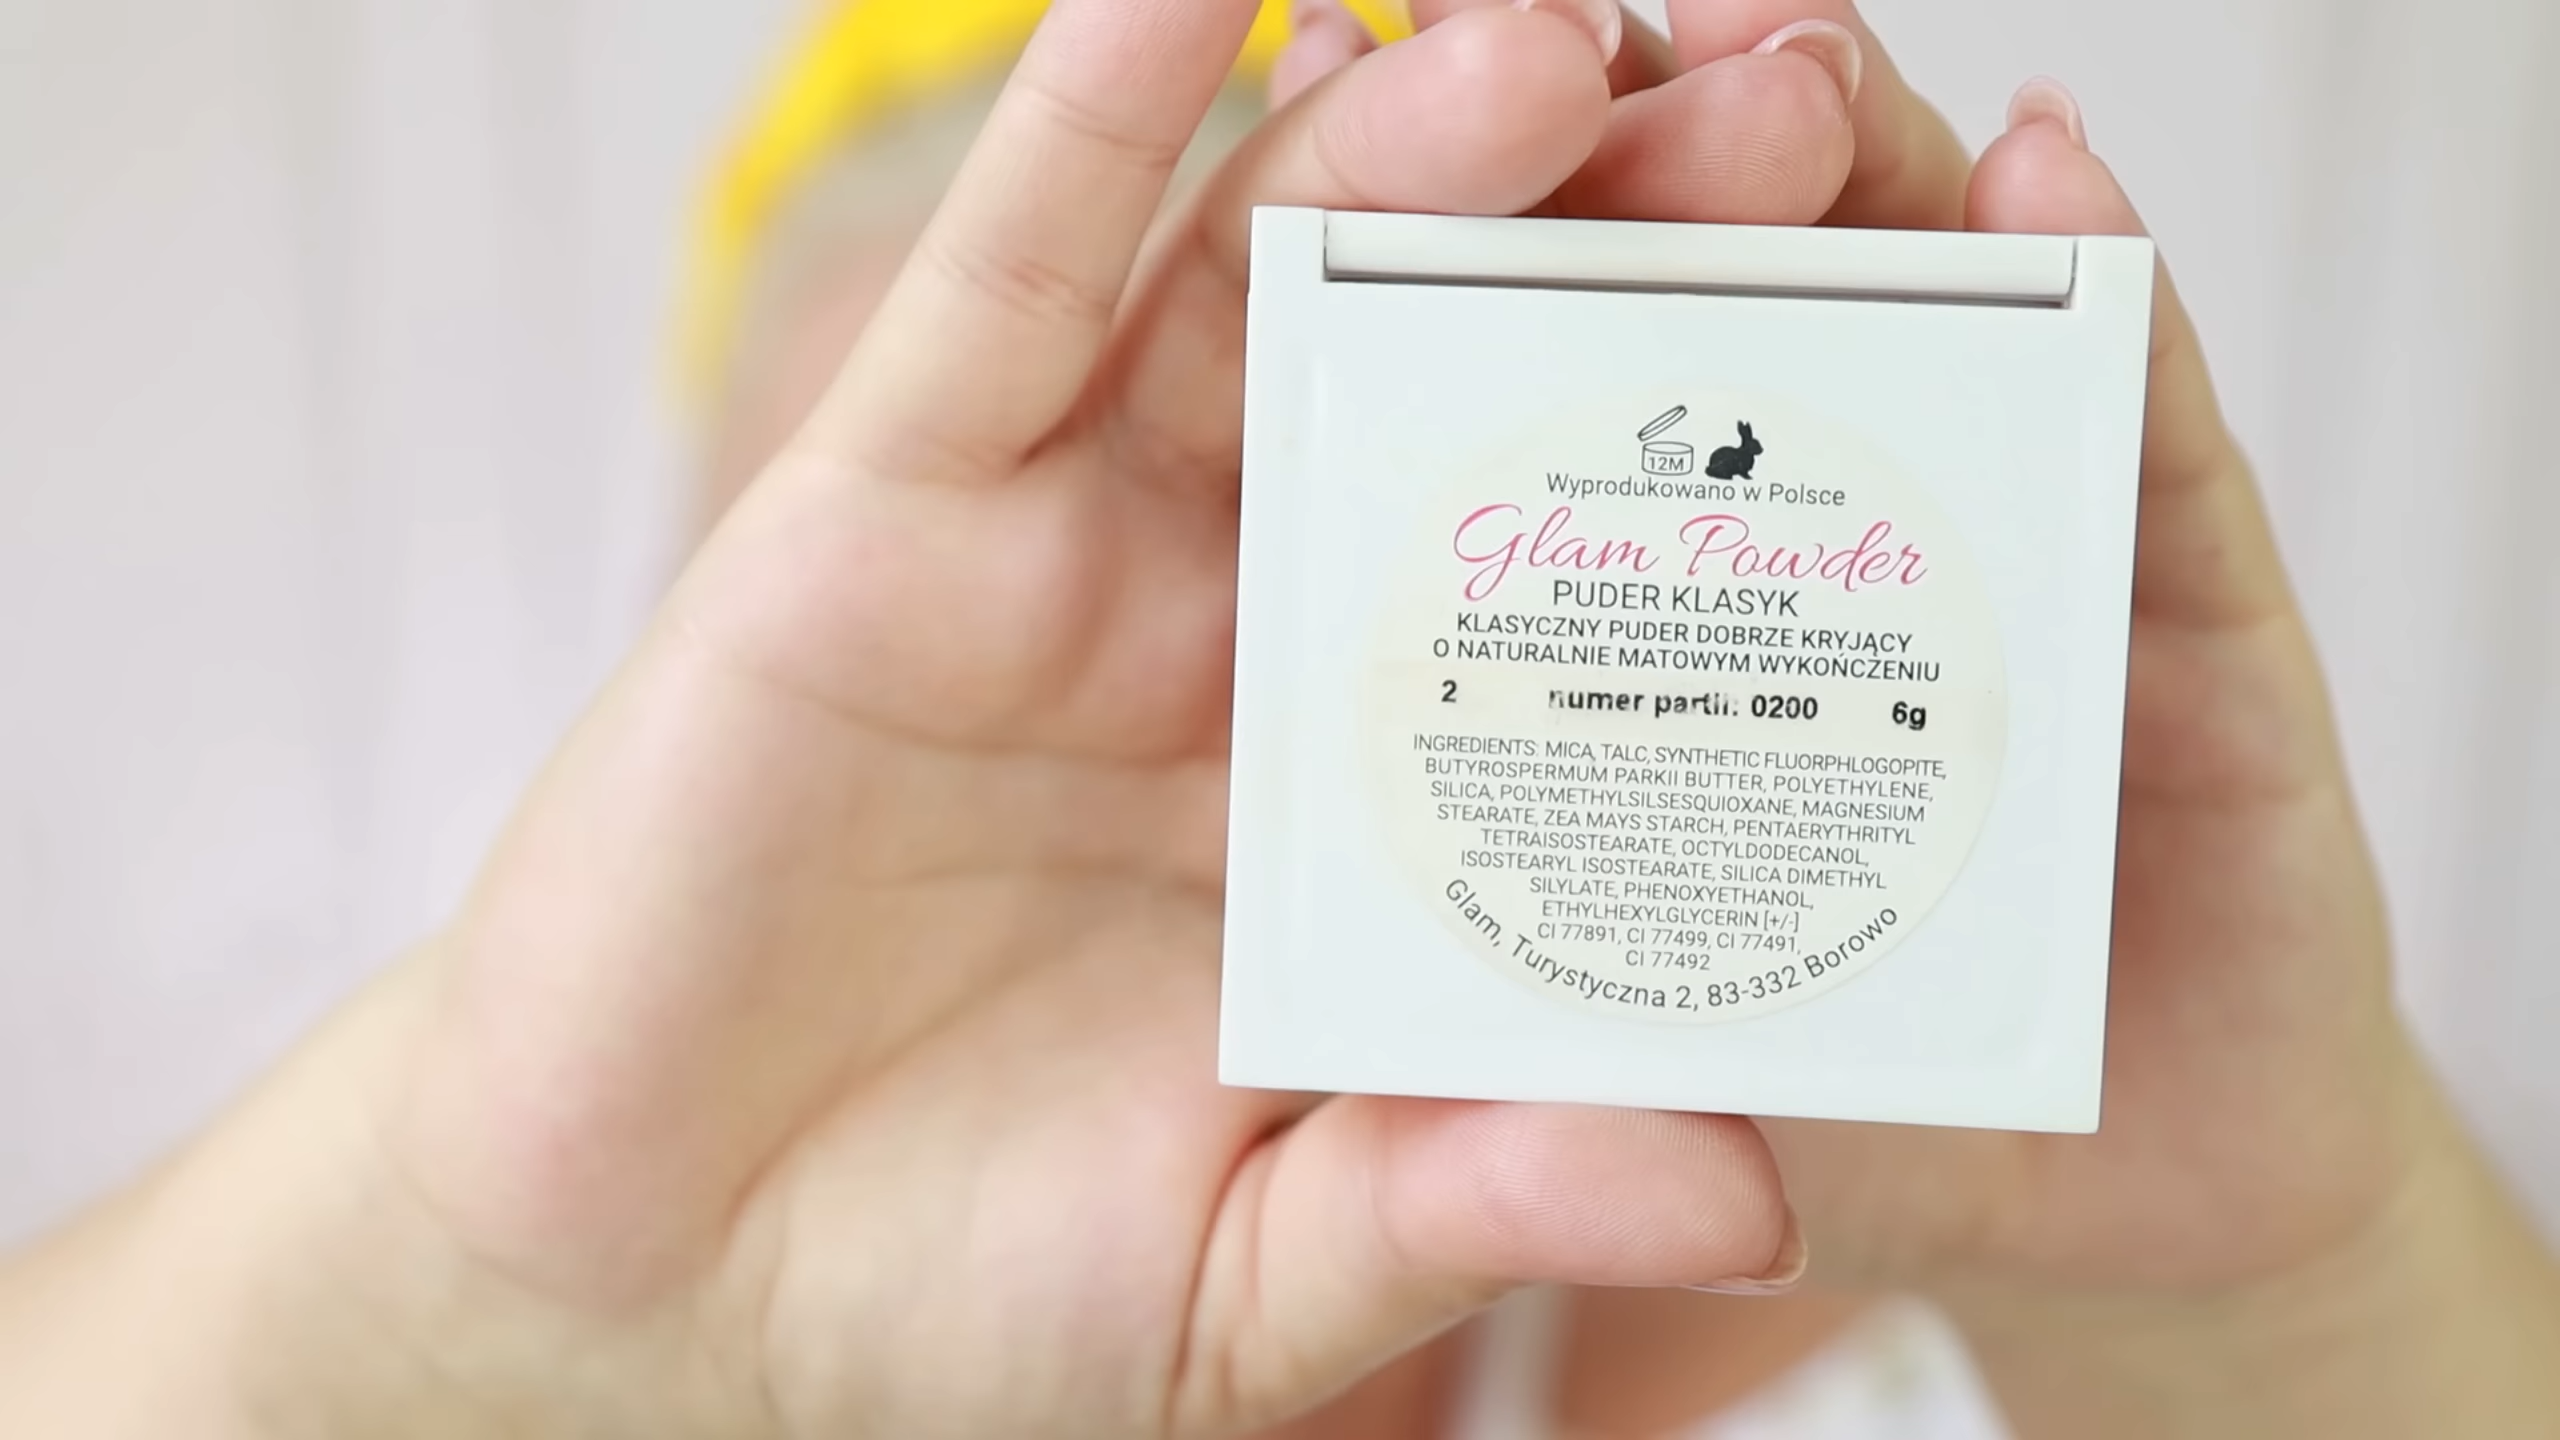 12M
Wyprodukowano w Polsce
Glam Powder
PUDER KLASYK
KLASYCZNY PUDER DOBRZE KRYJĄCY
O NATURALNIE MATOWYM WYKOŃCZENIU
2 numer partii: 0200 6g
INGREDIENTS: MICA, TALC, SYNTHETIC FLUORPHLOGOPITE,
BUTYROSPERMUM PARKII BUTTER, POLYETHYLENE,
SILICA, POLYMETHYLSILSESQUIOXANE, MAGNESIUM
STEARATE, ZEA MAYS STARCH, PENTAERYTHRITYL
TETRAISOSTEARATE, OCTYLDODECANOL,
ISOSTEARYL ISOSTEARATE, SILICA DIMETHYL
SILYLATE, PHENOXYETHANOL,
ETHYLHEXYLGLYCERIN [+/-]
CI 77891, CI 77499, CI 77491,
CI 77492
Glam, Turystyczna 2, 83-332 Borowo